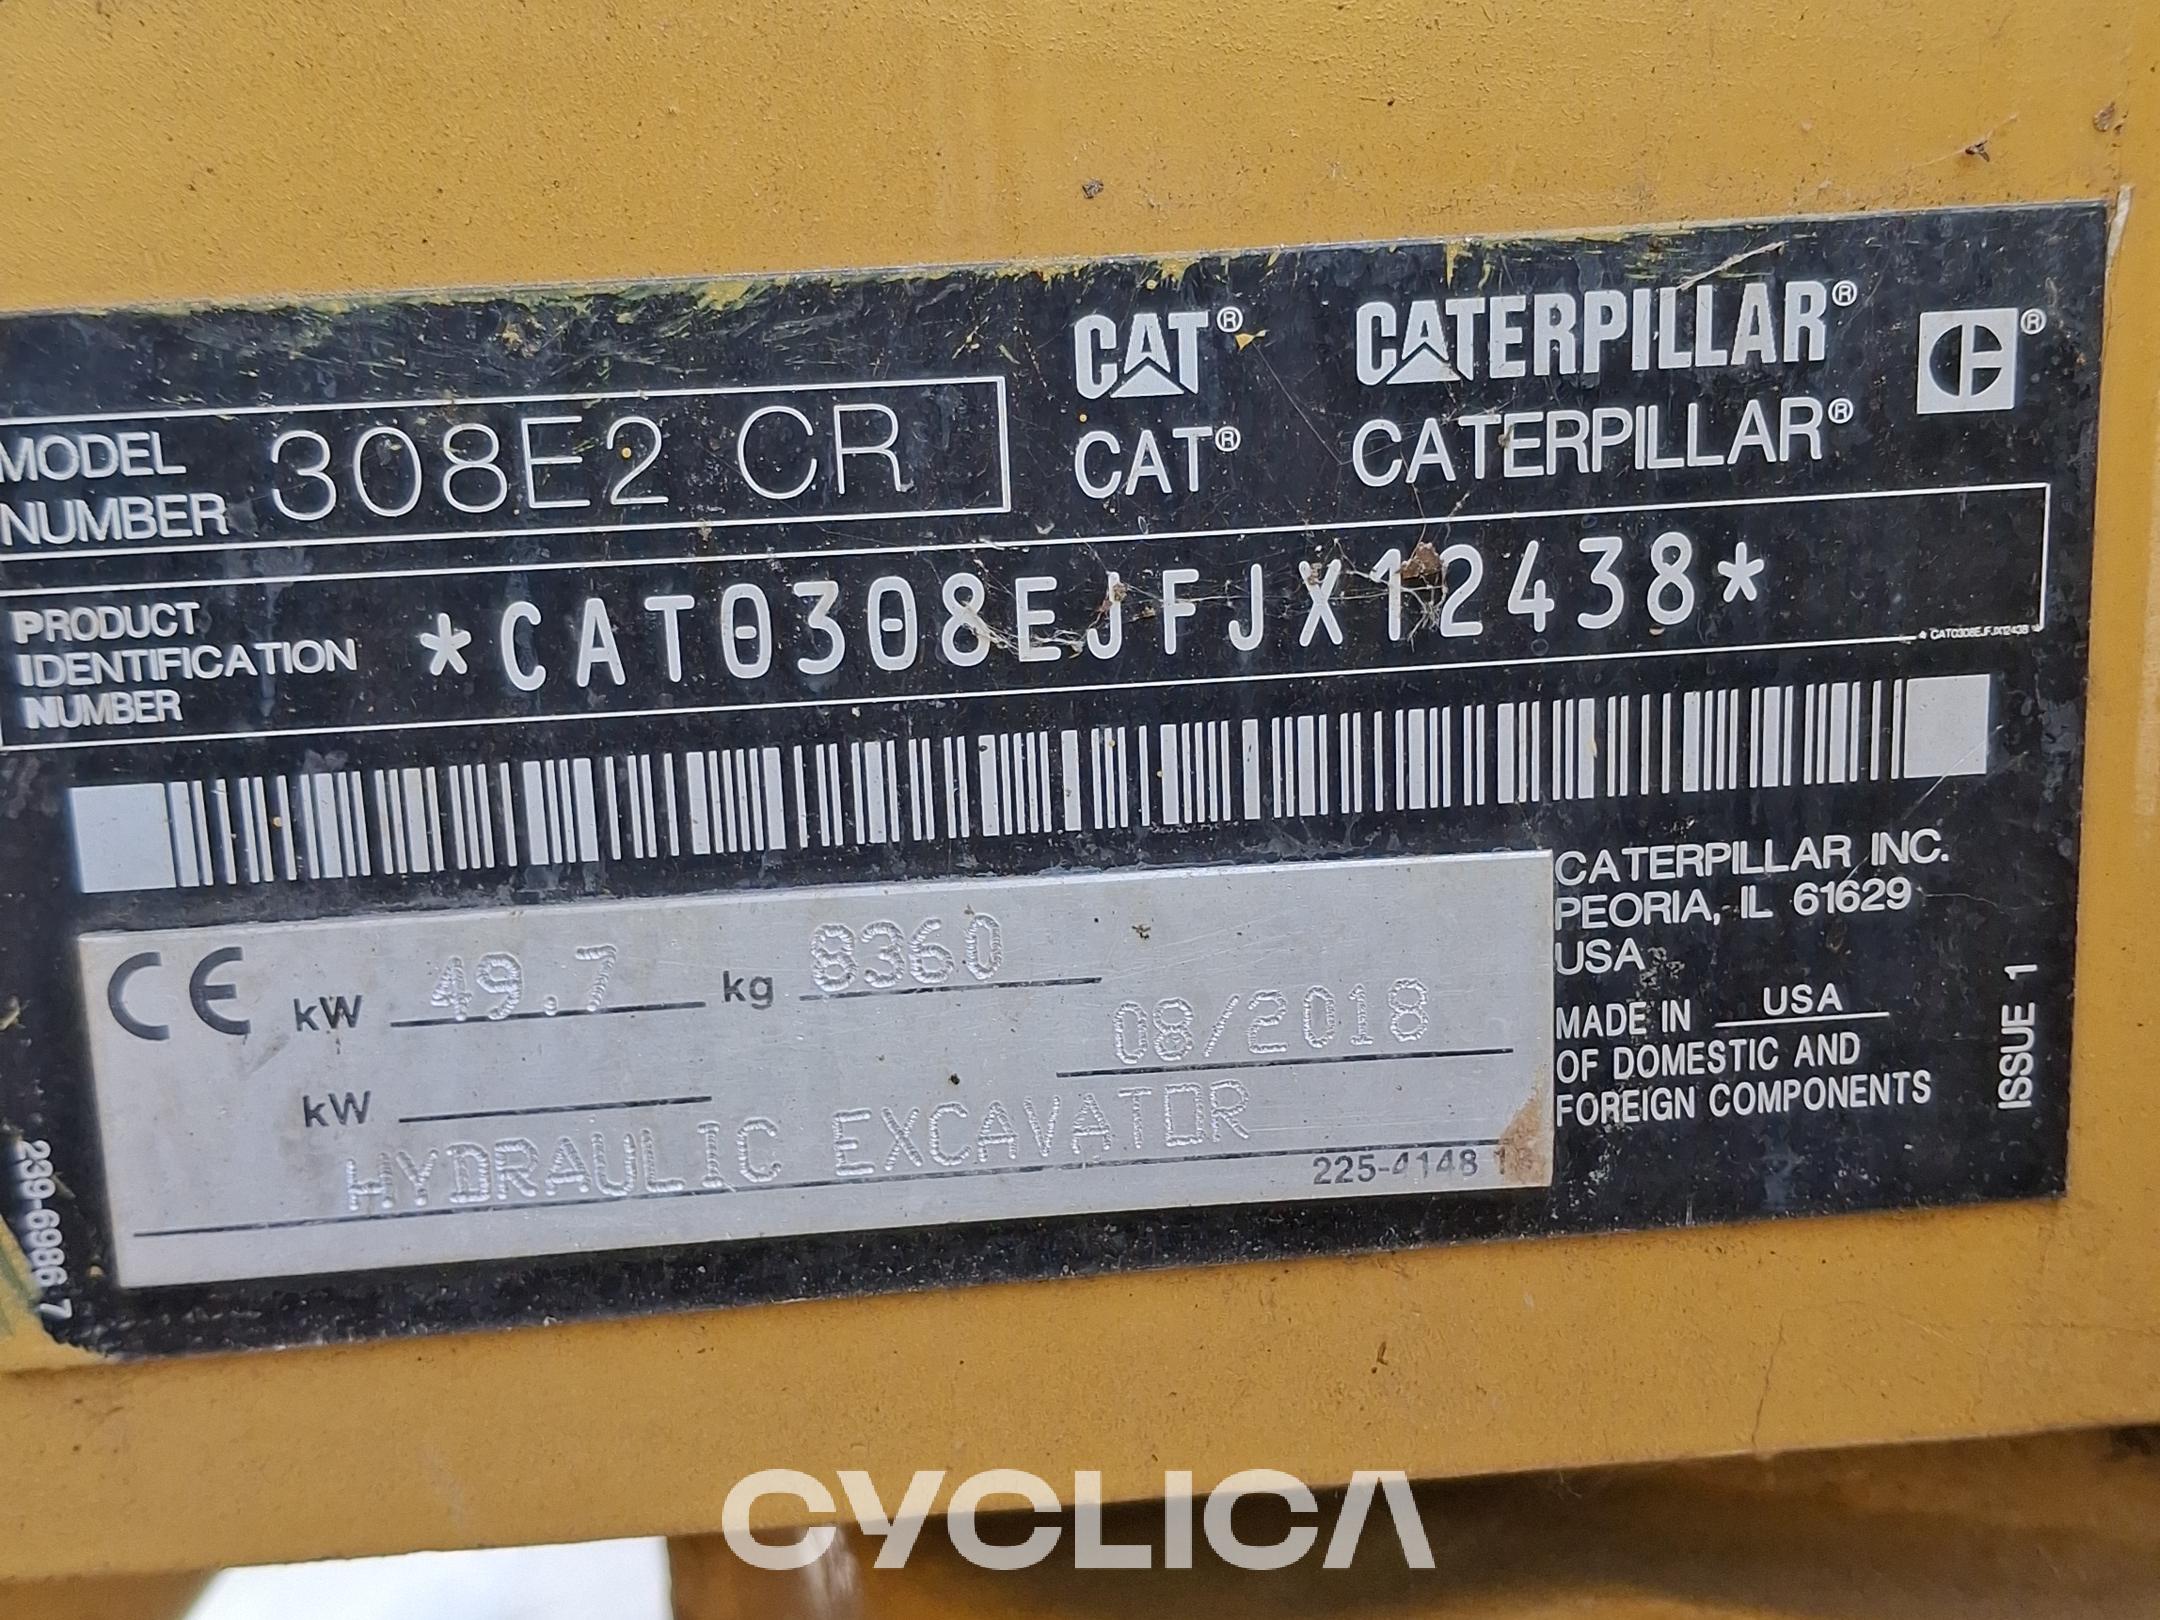 CAT® CATERPILLAR® ®
CAT® CATERPILLAR®
MODEL NUMBER 308E2 CR
PRODUCT IDENTIFICATION NUMBER *CAT0308EJFJX12438*
* CAT0308EJFJX12438 *
CE kW 49.7 kg 8360
08/2018
kW
HYDRAULIC EXCAVATOR
225-4148
CATERPILLAR INC.
PEORIA, IL 61629
USA
MADE IN USA
OF DOMESTIC AND
FOREIGN COMPONENTS
ISSUE 1
239-6986 7
CYCLICA